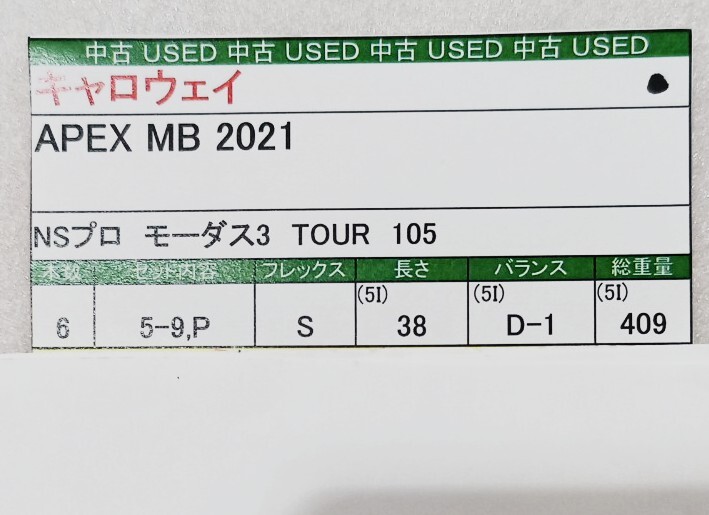 中古 USED 中古 USED 中古 USED 中古 USED
キャロウェイ
APEX MB 2021
NSプロ モーダス3 TOUR 105
本数 セット内容 フレックス 長さ バランス 総重量
(5I) (5I) (5I)
6 5-9,P S 38 D-1 409